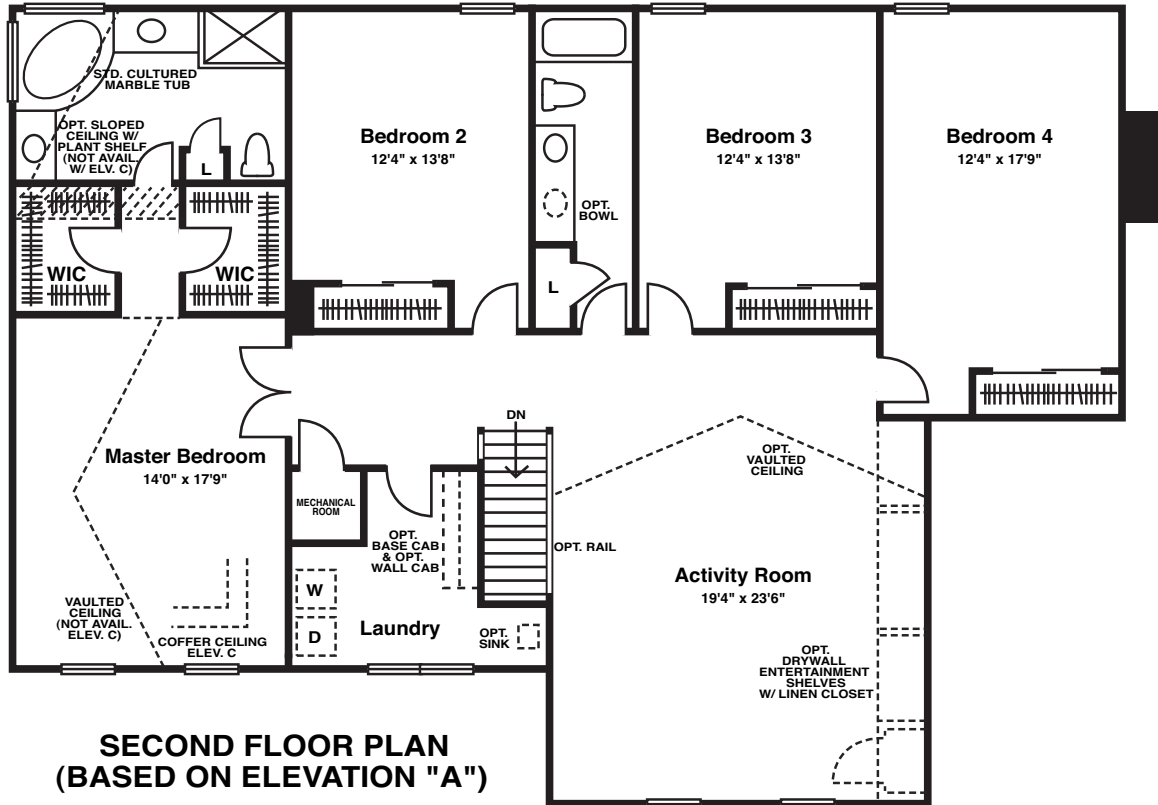 STD. CULTURED
MARBLE TUB
OPT. SLOPED
CEILING W/
PLANT SHELF
(NOT AVAIL.
W/ ELV. C)
L
WIC
WIC
Bedroom 2
12'4" x 13'8"
OPT.
BOWL
L
Bedroom 3
12'4" x 13'8"
Bedroom 4
12'4" x 17'9"
Master Bedroom
14'0" x 17'9"
VAULTED
CEILING
(NOT AVAIL.
ELEV. C)
COFFER CEILING
ELEV. C
MECHANICAL
ROOM
OPT.
BASE CAB
& OPT.
WALL CAB
W
D
Laundry
OPT.
SINK
DN
OPT. RAIL
OPT.
VAULTED
CEILING
Activity Room
19'4" x 23'6"
OPT.
DRYWALL
ENTERTAINMENT
SHELVES
W/ LINEN CLOSET
SECOND FLOOR PLAN
(BASED ON ELEVATION "A")